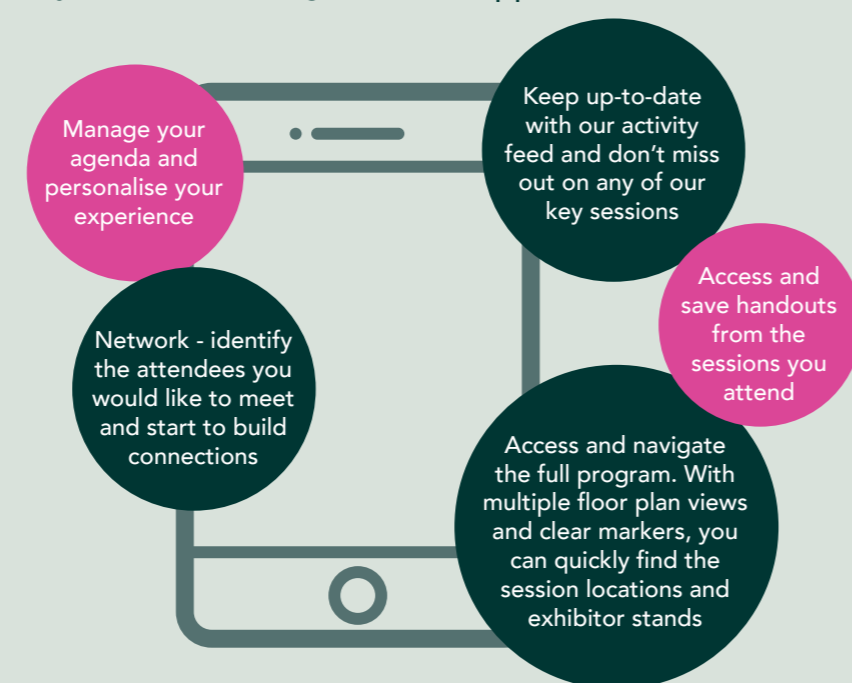 Manage your
agenda and
personalise your
experience
Keep up-to-date
with our activity
feed and don't miss
out on any of our
key sessions
Access and
save handouts
from the
sessions you
attend
Network - identify
the attendees you
would like to meet
and start to build
connections
Access and navigate
the full program. With
multiple floor plan views
and clear markers, you
can quickly find the
session locations and
exhibitor stands